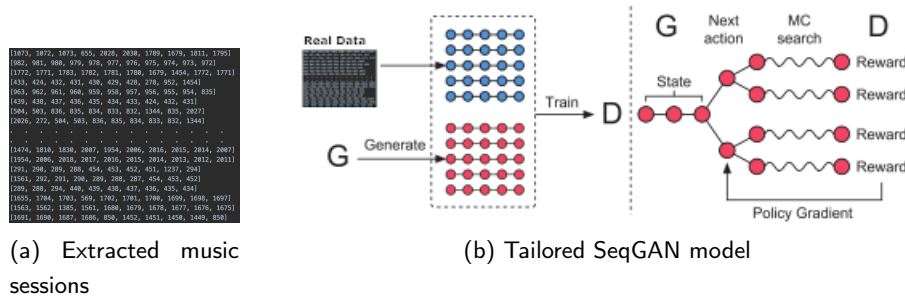 [1073, 1072, 1073, 655, 2028, 2030, 1789, 1679, 1811, 1795]
[982, 981, 980, 979, 978, 977, 976, 975, 974, 973, 972]
[1772, 1771, 1783, 1782, 1781, 1780, 1679, 1454, 1772, 1771]
[433, 424, 432, 431, 430, 429, 428, 278, 952, 1454]
[963, 962, 961, 960, 959, 958, 957, 956, 955, 954, 835]
[439, 438, 437, 436, 435, 434, 433, 424, 432, 431]
[504, 503, 836, 835, 834, 833, 832, 1344, 835, 2027]
[2026, 272, 504, 503, 836, 835, 834, 833, 832, 1344]
. . . . . . . . . . . . . .
[1474, 1810, 1830, 2007, 1954, 2006, 2016, 2015, 2014, 2007]
[1954, 2006, 2018, 2017, 2016, 2015, 2014, 2013, 2012, 2011]
[291, 290, 289, 288, 454, 453, 452, 451, 1237, 294]
[1561, 292, 291, 290, 289, 288, 287, 454, 453, 452]
[289, 288, 294, 440, 439, 438, 437, 436, 435, 434]
[1655, 1704, 1703, 569, 1702, 1701, 1700, 1699, 1698, 1697]
[1563, 1562, 1385, 1561, 1680, 1679, 1678, 1677, 1676, 1675]
[1691, 1690, 1687, 1686, 850, 1452, 1451, 1450, 1449, 850]
(a) Extracted music
sessions
Real Data
G
Generate
Train
D
G
Next
action
MC
search
D
State
Reward
Reward
Reward
Reward
Policy Gradient
(b) Tailored SeqGAN model